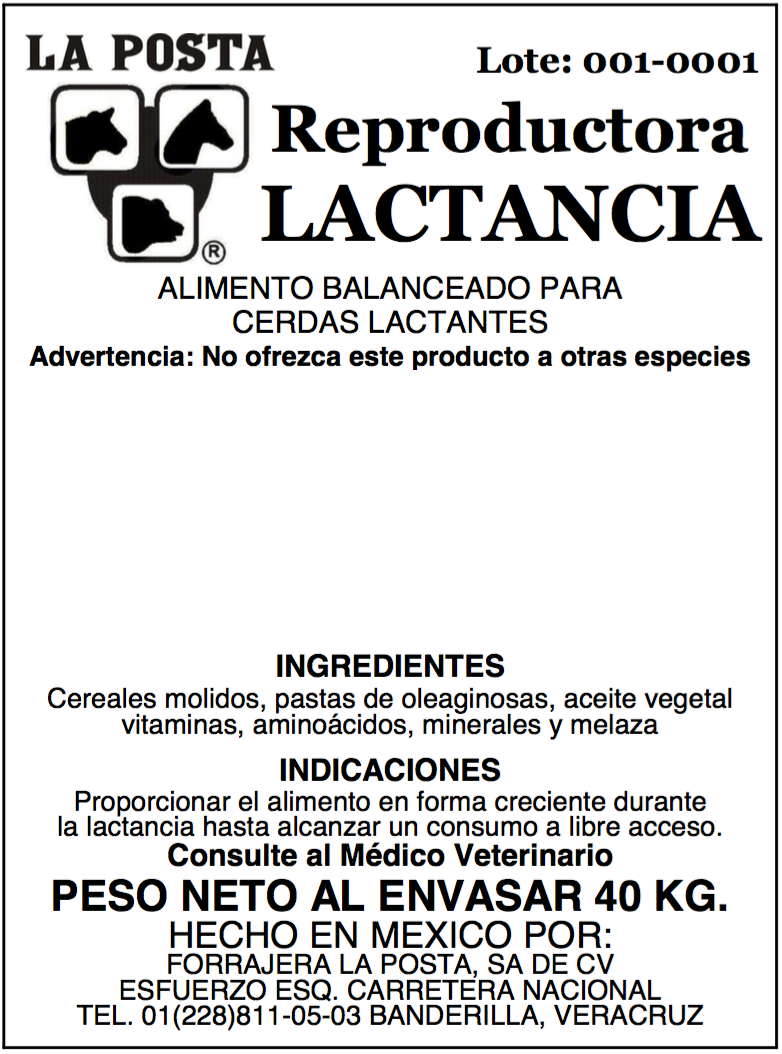 LA POSTA
Lote: 001-0001
Reproductora
LACTANCIA
®
ALIMENTO BALANCEADO PARA
CERDAS LACTANTES
Advertencia: No ofrezca este producto a otras especies
INGREDIENTES
Cereales molidos, pastas de oleaginosas, aceite vegetal
vitaminas, aminoácidos, minerales y melaza
INDICACIONES
Proporcionar el alimento en forma creciente durante
la lactancia hasta alcanzar un consumo a libre acceso.
Consulte al Médico Veterinario
PESO NETO AL ENVASAR 40 KG.
HECHO EN MEXICO POR:
FORRAJERA LA POSTA, SA DE CV
ESFUERZO ESQ. CARRETERA NACIONAL
TEL. 01(228)811-05-03 BANDERILLA, VERACRUZ